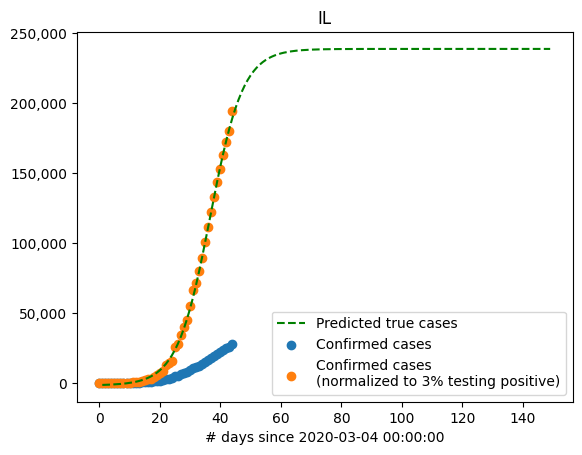 IL
250,000
200,000
150,000
100,000
50,000
0
Predicted true cases
Confirmed cases
Confirmed cases
(normalized to 3% testing positive)
0 20 40 60 80 100 120 140
# days since 2020-03-04 00:00:00